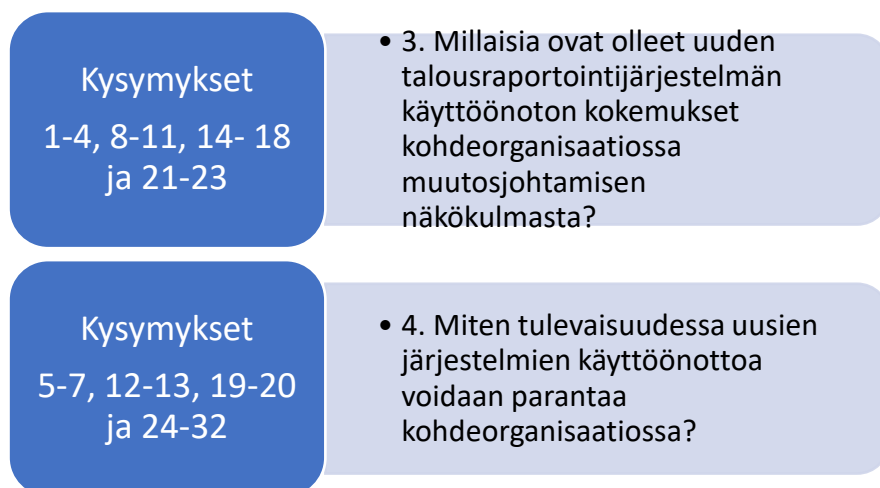 Kysymykset
1-4, 8-11, 14- 18
ja 21-23
• 3. Millaisia ovat olleet uuden
talousraportointijärjestelmän
käyttöönoton kokemukset
kohdeorganisaatiossa
muutosjohtamisen
näkökulmasta?
Kysymykset
5-7, 12-13, 19-20
ja 24-32
• 4. Miten tulevaisuudessa uusien
järjestelmien käyttöönottoa
voidaan parantaa
kohdeorganisaatiossa?